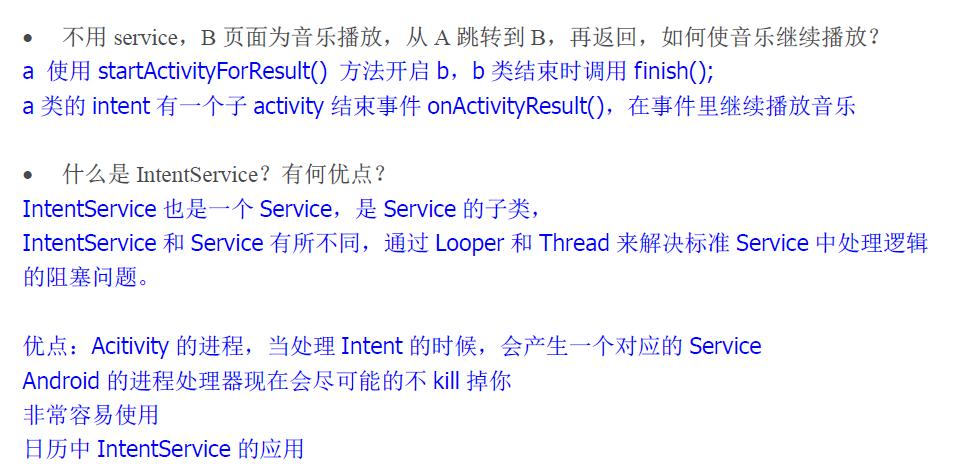 • 不用 service，B 页面为音乐播放，从 A 跳转到 B，再返回，如何使音乐继续播放？
a 使用 startActivityForResult() 方法开启 b，b 类结束时调用 finish();
a 类的 intent 有一个子 activity 结束事件 onActivityResult()，在事件里继续播放音乐
• 什么是 IntentService？有何优点？
IntentService 也是一个 Service，是 Service 的子类，
IntentService 和 Service 有所不同，通过 Looper 和 Thread 来解决标准 Service 中处理逻辑
的阻塞问题。
优点：Acitivity 的进程，当处理 Intent 的时候，会产生一个对应的 Service
Android 的进程处理器现在会尽可能的不 kill 掉你
非常容易使用
日历中 IntentService 的应用